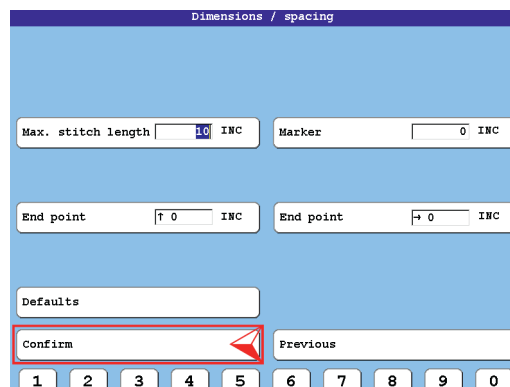 Dimensions / spacing
Max. stitch length 10 INC Marker 0 INC
End point ↑ 0 INC End point → 0 INC
Defaults
Confirm Previous
1 2 3 4 5 6 7 8 9 0